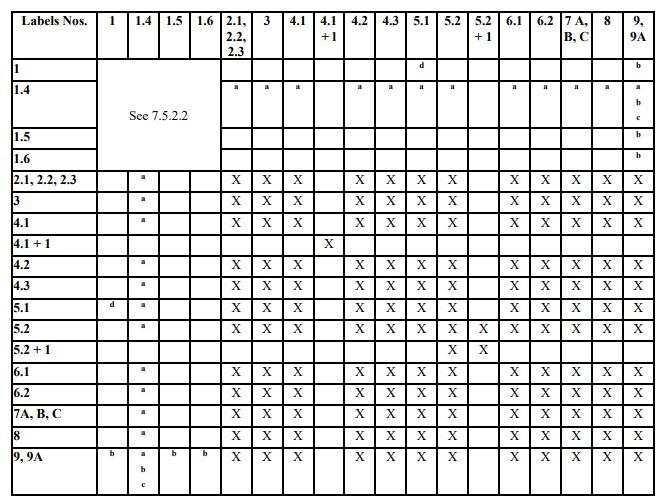 Labels Nos. 1 1.4 1.5 1.6 2.1, 2.2, 2.3 3 4.1 4.1 + 1 4.2 4.3 5.1 5.2 5.2 + 1 6.1 6.2 7 A, B, C 8 9, 9A
1 d b
1.4 a a a a a a a a a a a a b c
See 7.5.2.2
1.5 b
1.6 b
2.1, 2.2, 2.3 a X X X X X X X X X X X X
3 a X X X X X X X X X X X X
4.1 a X X X X X X X X X X X X
4.1 + 1 X
4.2 a X X X X X X X X X X X X
4.3 a X X X X X X X X X X X X
5.1 d a X X X X X X X X X X X X
5.2 a X X X X X X X X X X X X X
5.2 + 1 X X
6.1 a X X X X X X X X X X X X
6.2 a X X X X X X X X X X X X
7A, B, C a X X X X X X X X X X X X
8 a X X X X X X X X X X X X
9, 9A b a b c b b X X X X X X X X X X X X